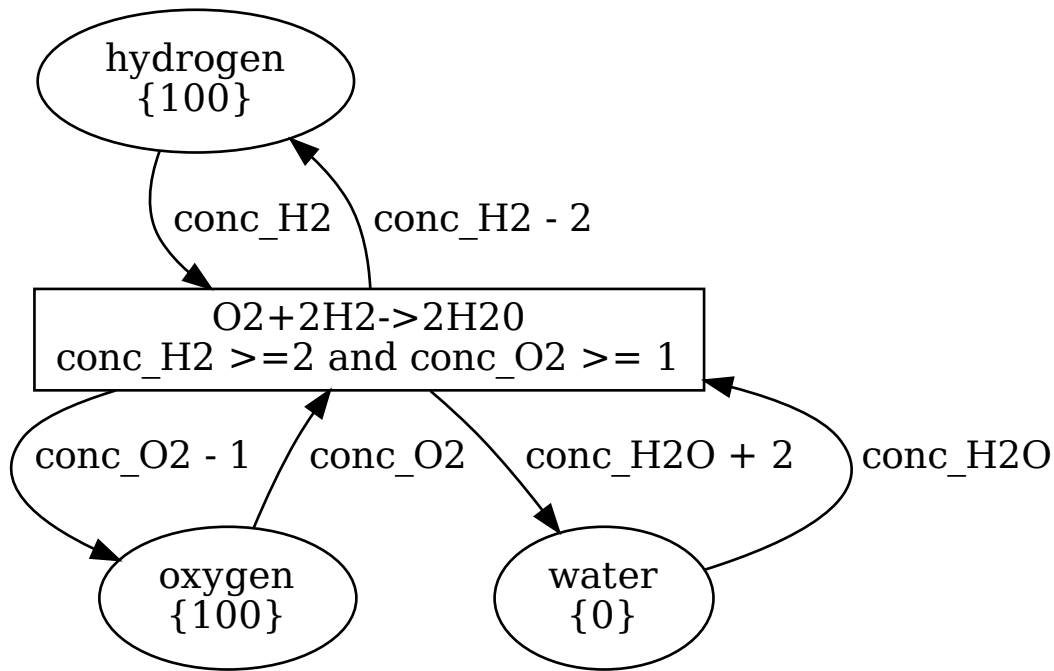 hydrogen
{100}
conc_H2
conc_H2 - 2
O2+2H2->2H20
conc_H2 >=2 and conc_O2 >= 1
conc_O2 - 1
conc_O2
conc_H2O + 2
conc_H2O
oxygen
{100}
water
{0}